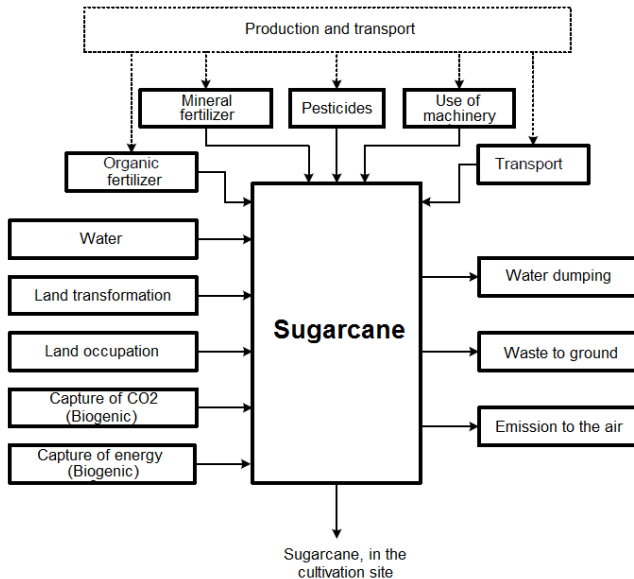 Production and transport
Mineral
fertilizer
Pesticides
Use of
machinery
Organic
fertilizer
Transport
Water
Land transformation
Land occupation
Capture of CO2
(Biogenic)
Capture of energy
(Biogenic)
Sugarcane
Water dumping
Waste to ground
Emission to the air
Sugarcane, in the
cultivation site